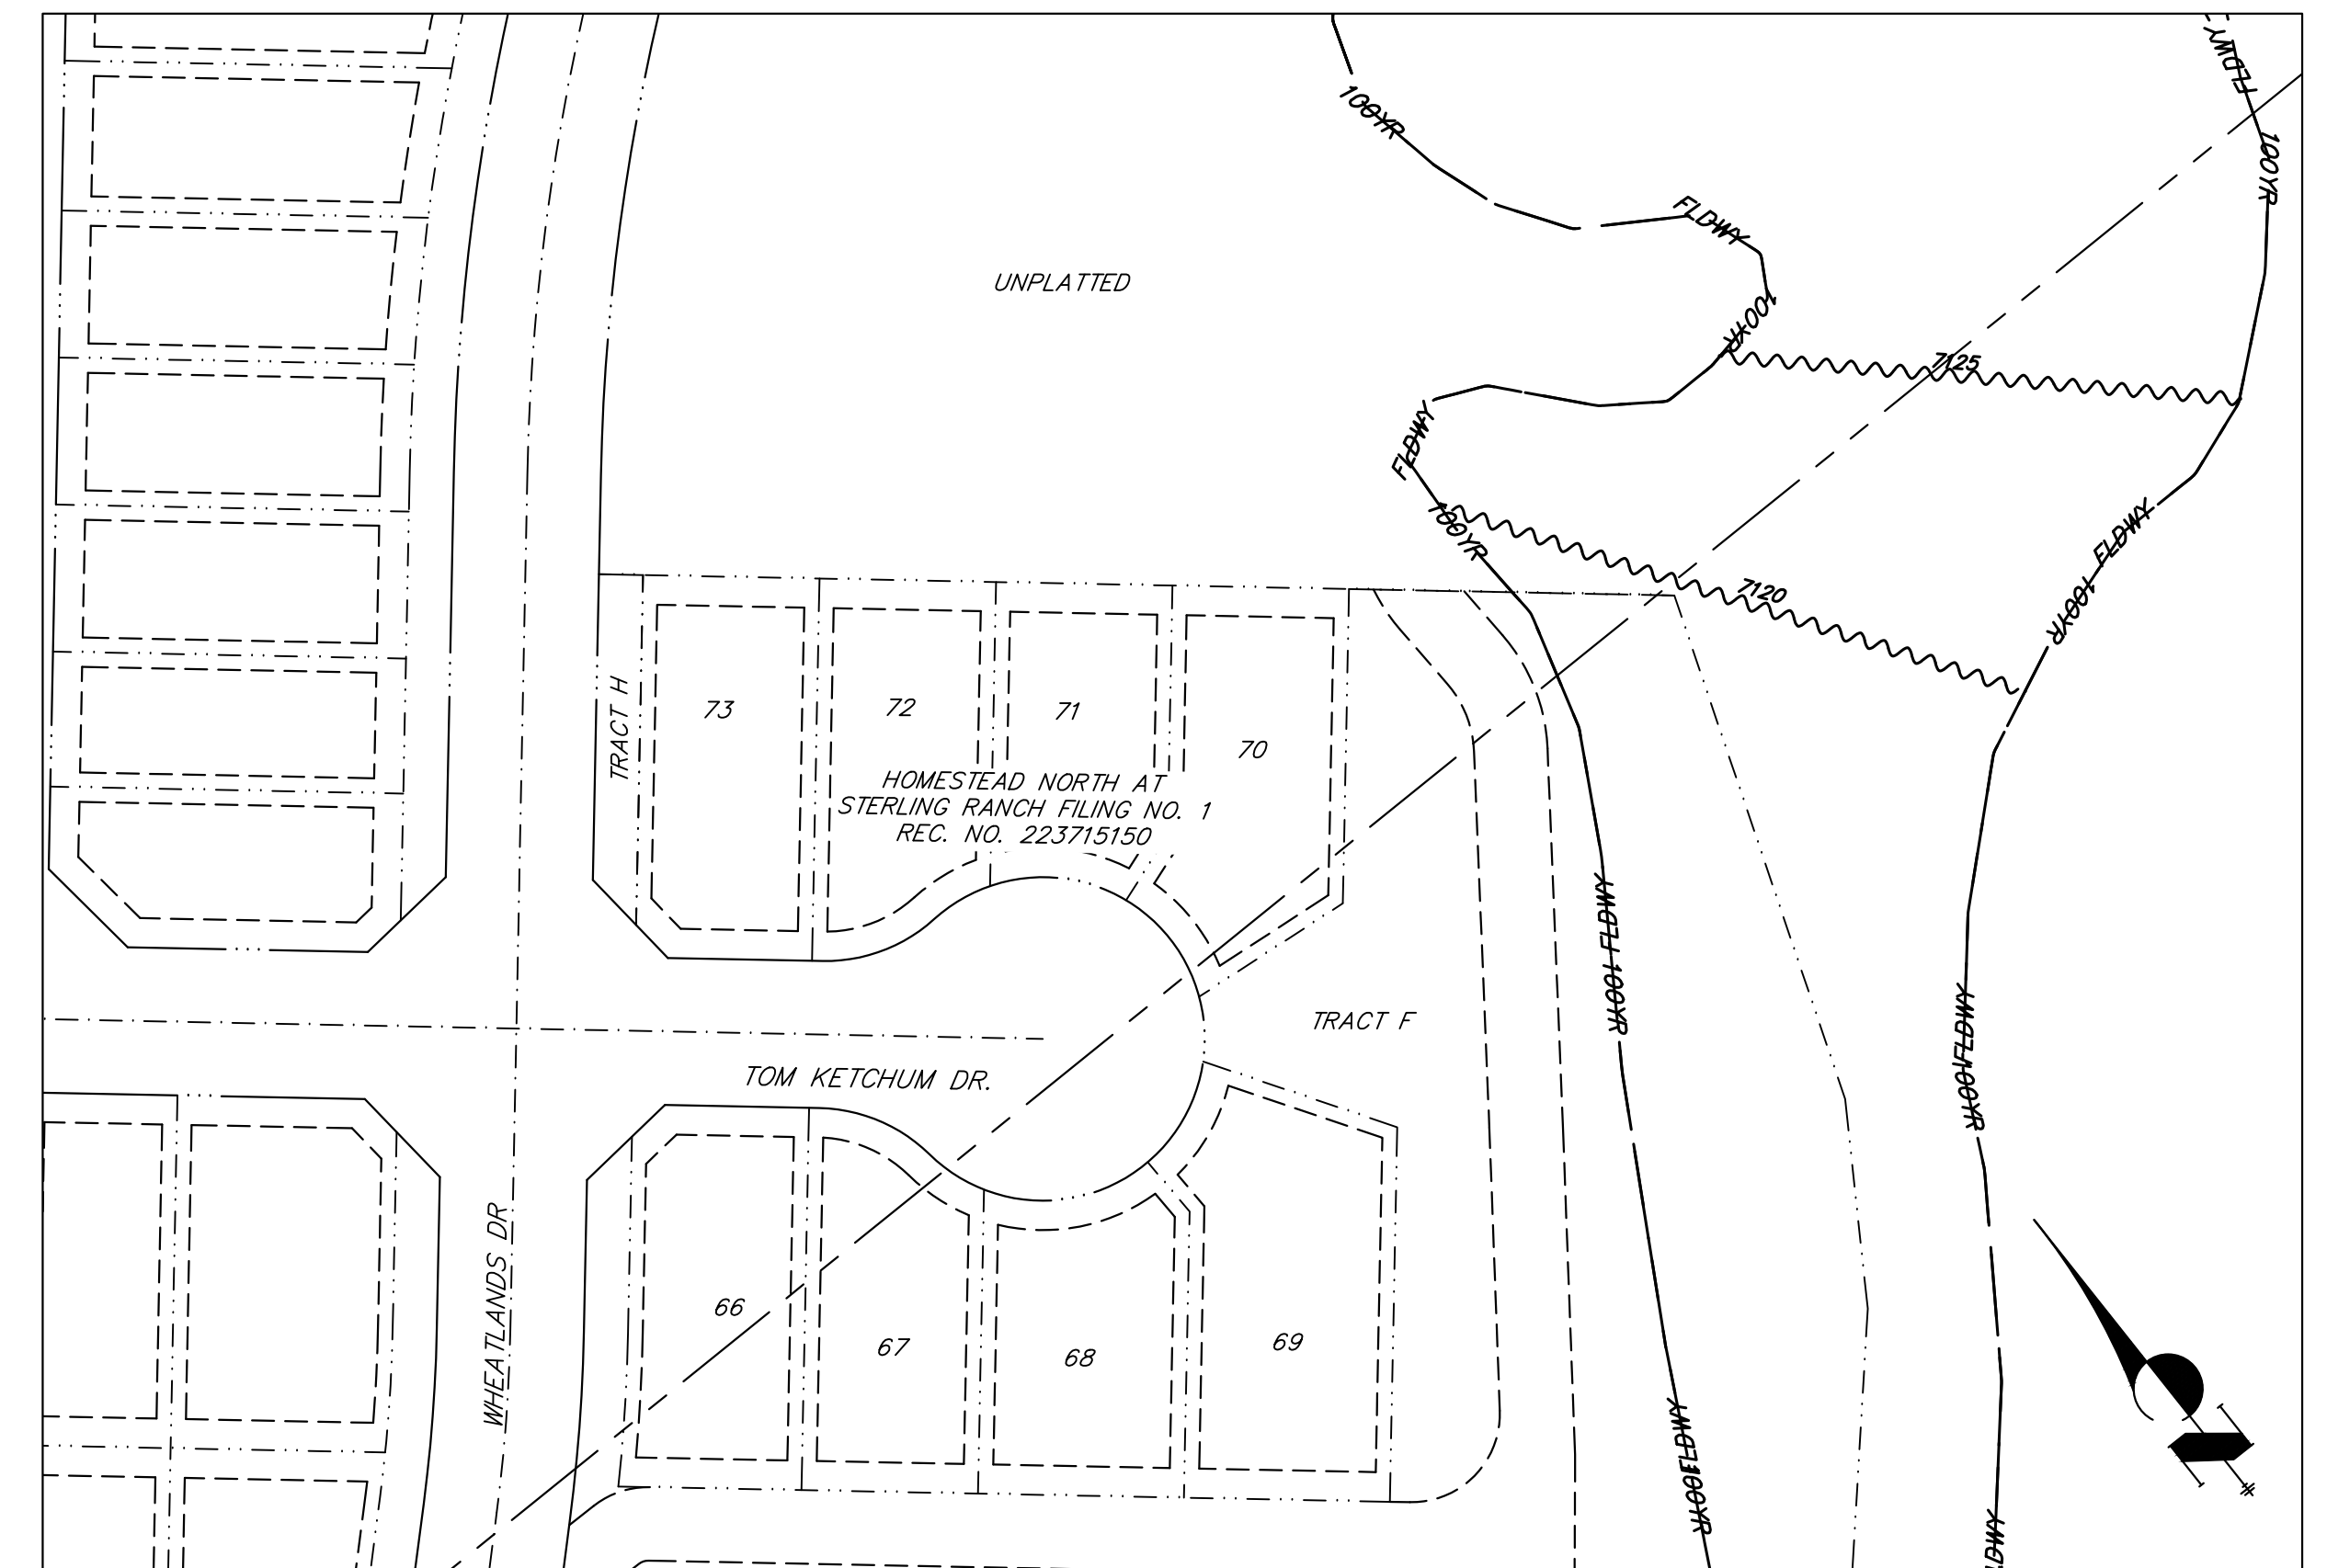 FLDWY
100YR
100YR
FLDWY
UNPLATTED
100YR
7125
FLDWY
100YR
FLDWY
100YR
7120
TRACT H
73
72
71
70
HOMESTEAD NORTH AT
STERLING RANCH FILING NO. 1
REC. NO. 223715150
FLDWY
100YR
TRACT F
FLDWY
100YR
TOM KETCHUM DR.
WHEATLANDS DR
66
67
68
69
FLDWY
100YR
FLDWY